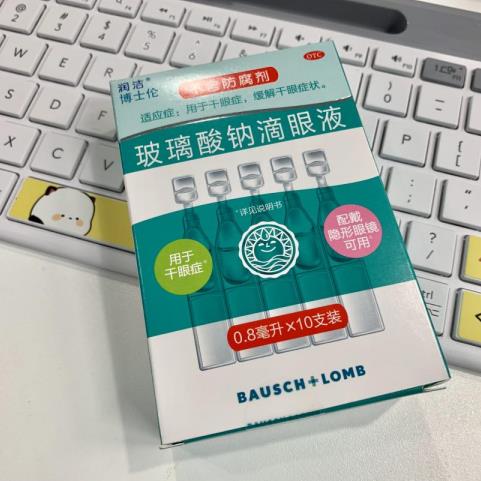 润洁®
博士伦
不含防腐剂
OTC
适应症：用于干眼症，缓解干眼症状。
玻璃酸钠滴眼液
*详见说明书
用于
干眼症*
配戴
隐形眼镜
可用*
0.8毫升×10支装
BAUSCH+LOMB